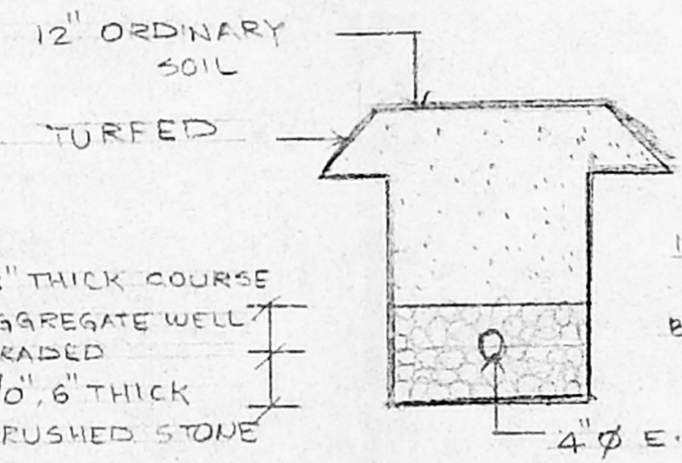 12" ORDINARY
SOIL
TURFED
" THICK COURSE
GGREGATE WELL
RADED
/0", 6" THICK
RUSHED STONE
4"Ø E.